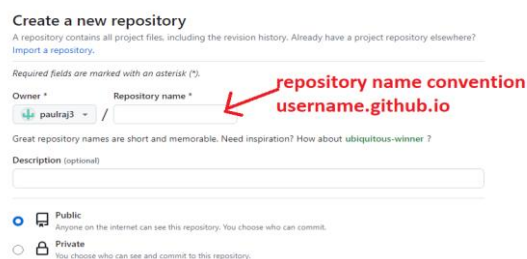 Create a new repository
A repository contains all project files, including the revision history. Already have a project repository elsewhere?
Import a repository.
Required fields are marked with an asterisk (*).
Owner * Repository name *
paulraj3 /
repository name convention
username.github.io
Great repository names are short and memorable. Need inspiration? How about ubiquitous-winner ?
Description (optional)
Public
Anyone on the internet can see this repository. You choose who can commit.
Private
You choose who can see and commit to this repository.